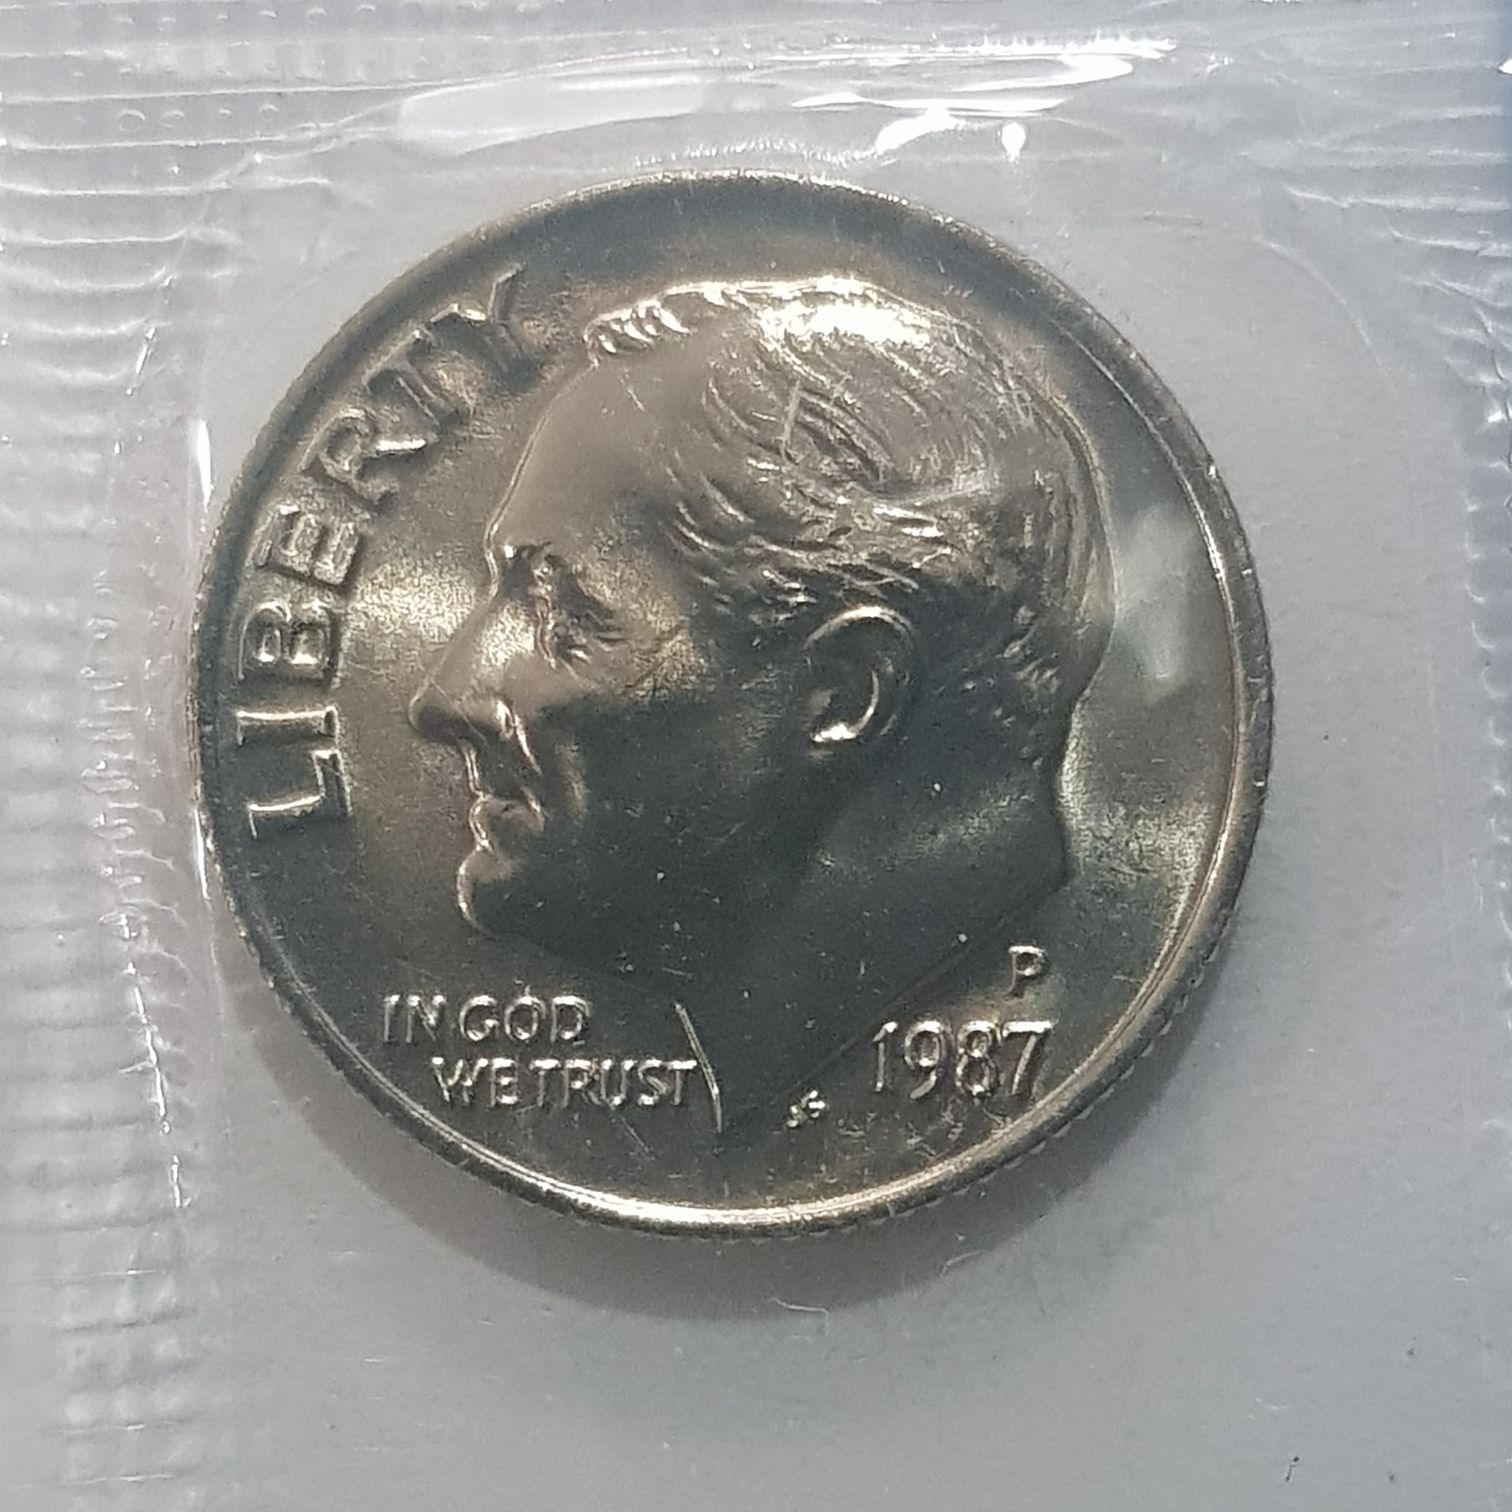 LIBERTY
IN GOD
WE TRUST
P
1987
JS